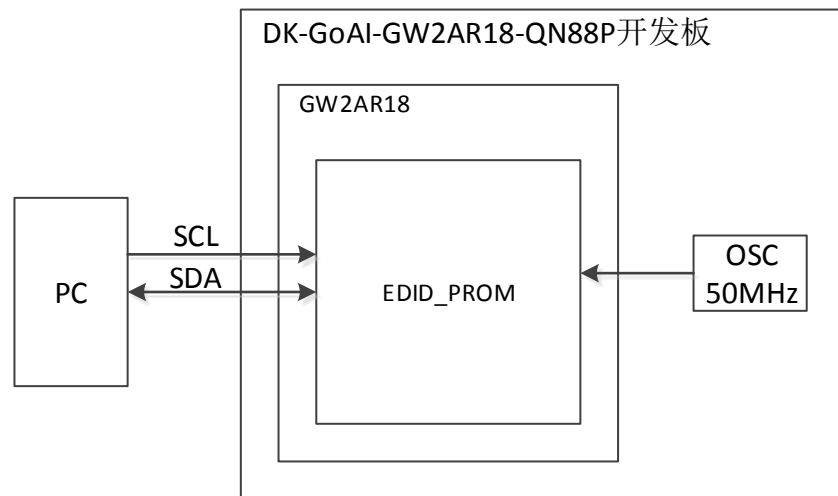 DK-GoAI-GW2AR18-QN88P开发板
GW2AR18
SCL
SDA
PC
EDID_PROM
OSC
50MHz